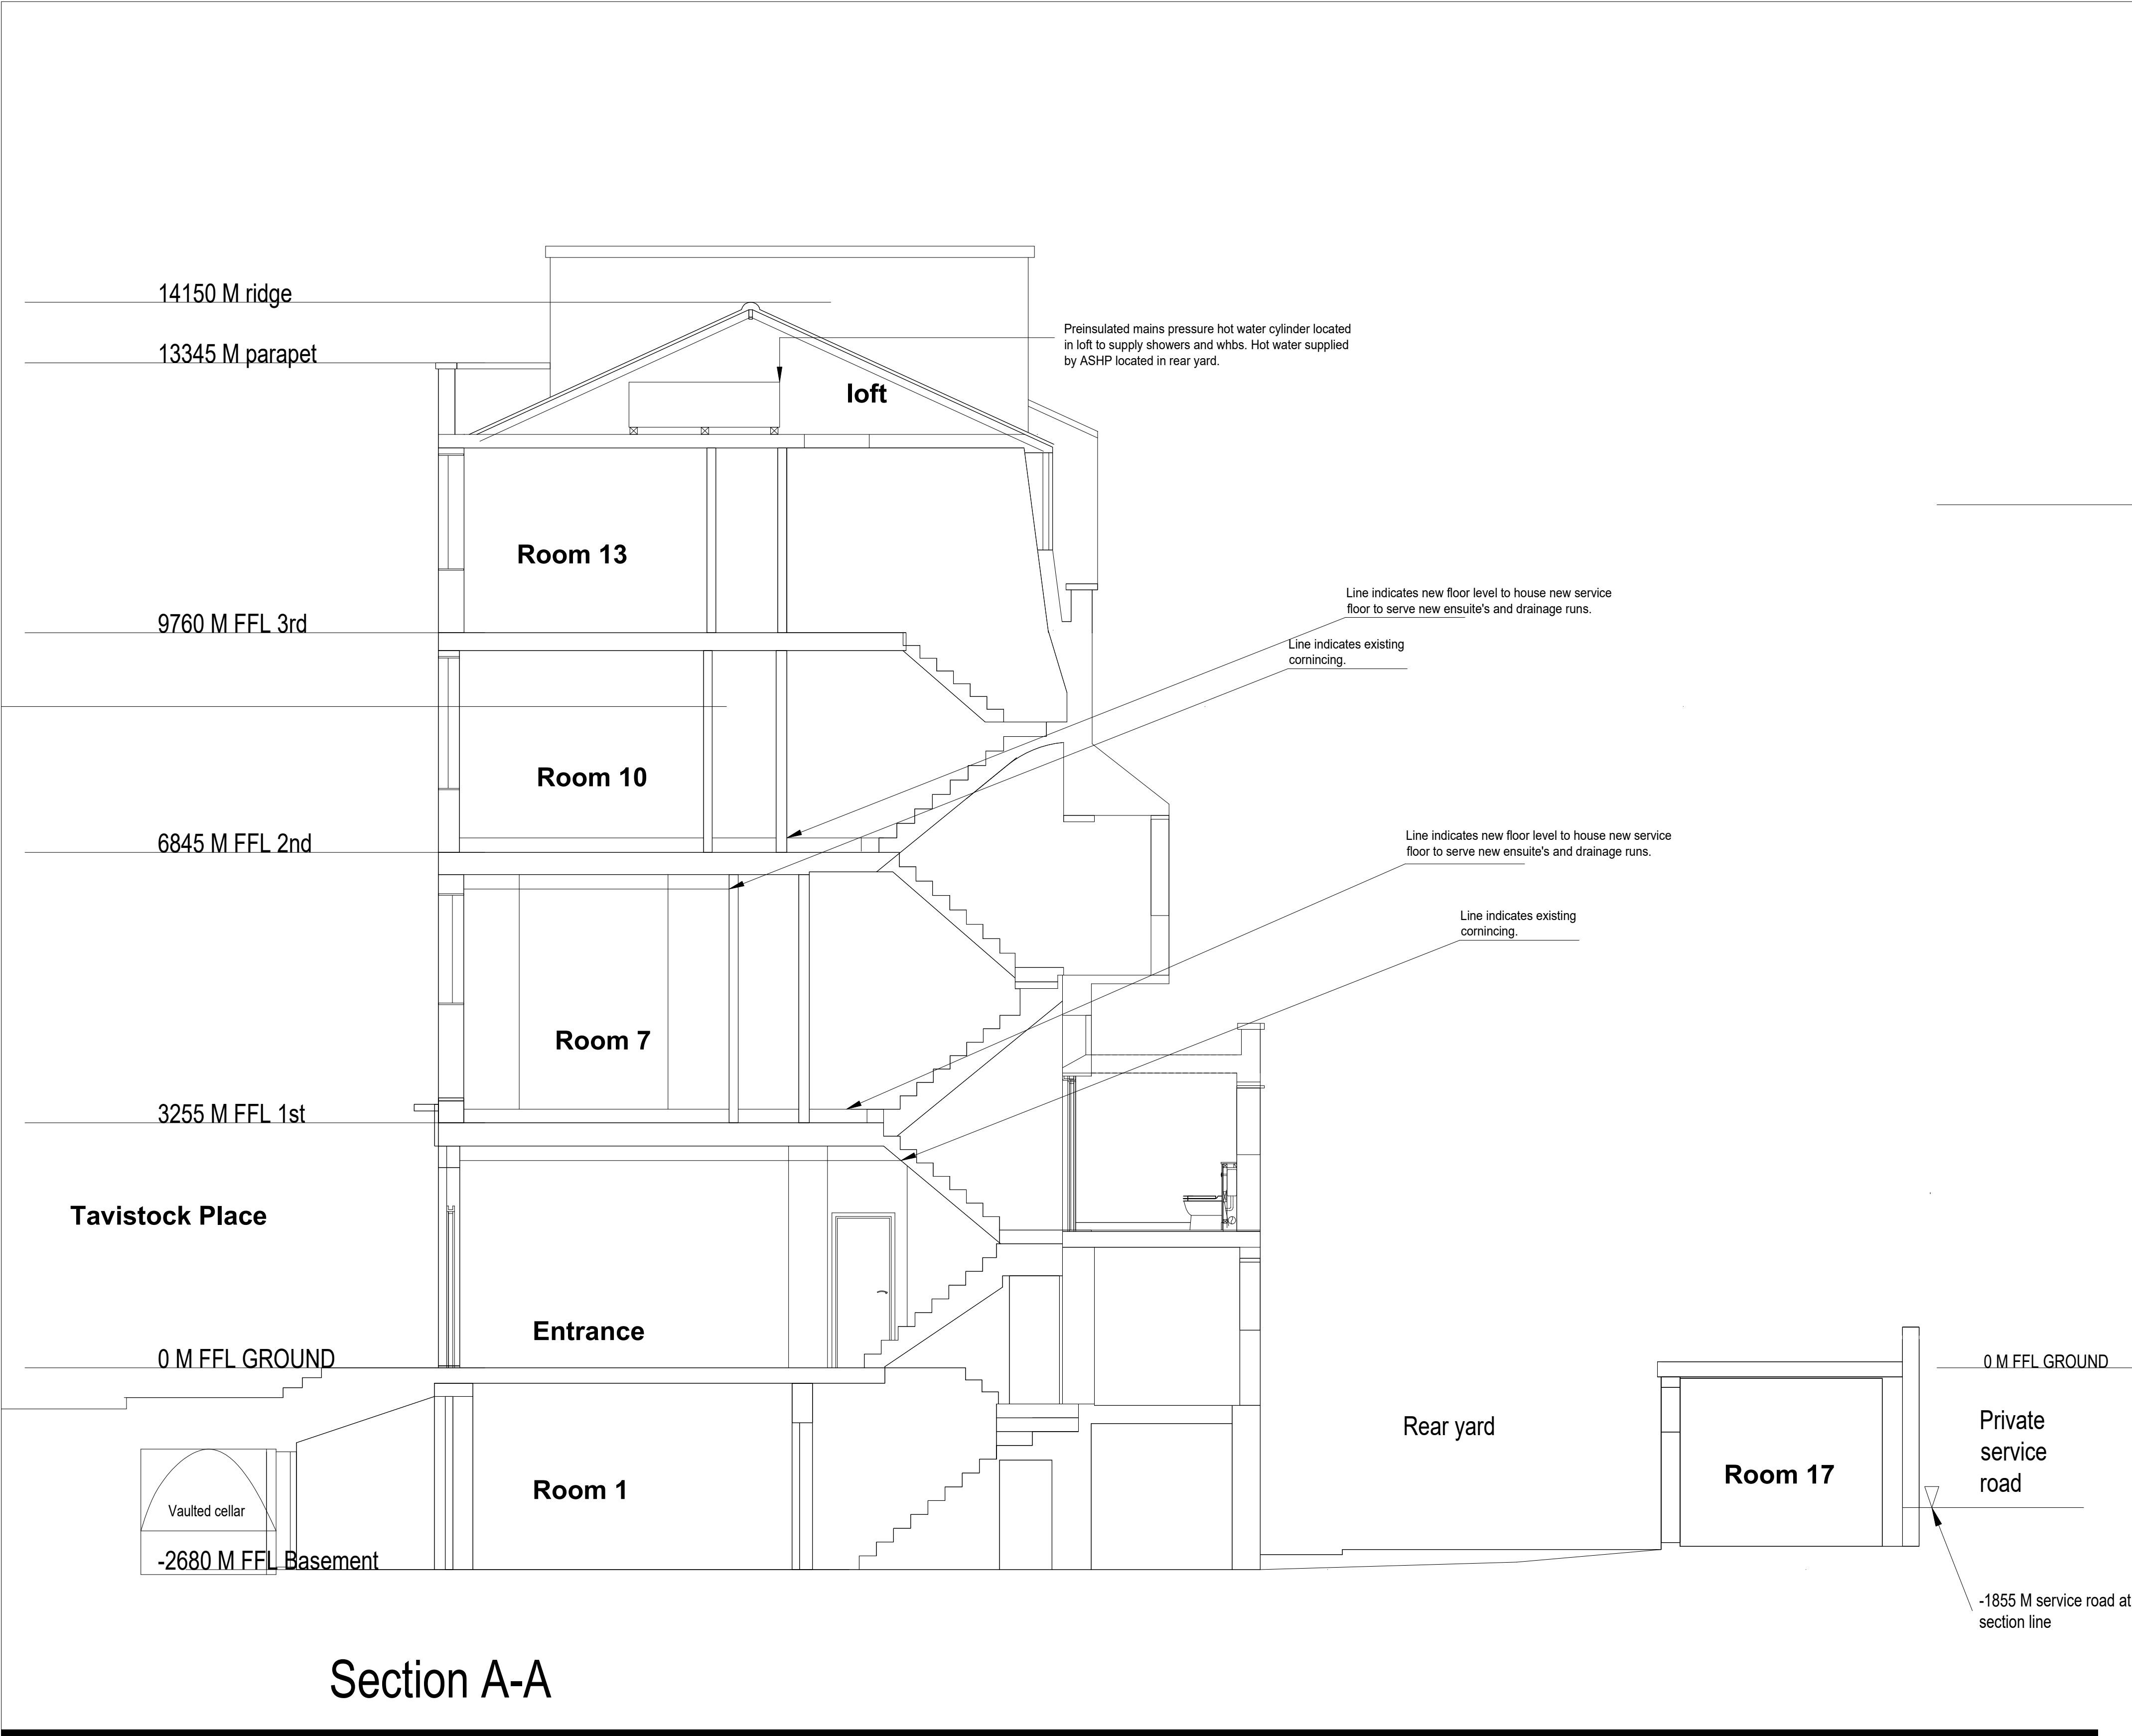 14150 M ridge
13345 M parapet
Preinsulated mains pressure hot water cylinder located
in loft to supply showers and whbs. Hot water supplied
by ASHP located in rear yard.
loft
Room 13
Line indicates new floor level to house new service
floor to serve new ensuite's and drainage runs.
9760 M FFL 3rd
Line indicates existing
cornincing.
Room 10
6845 M FFL 2nd
Line indicates new floor level to house new service
floor to serve new ensuite's and drainage runs.
Line indicates existing
cornincing.
Room 7
3255 M FFL 1st
Tavistock Place
Entrance
0 M FFL GROUND
0 M FFL GROUND
Rear yard
Private
service
road
Room 17
Room 1
Vaulted cellar
-2680 M FFL Basement
-1855 M service road at
section line
Section A-A